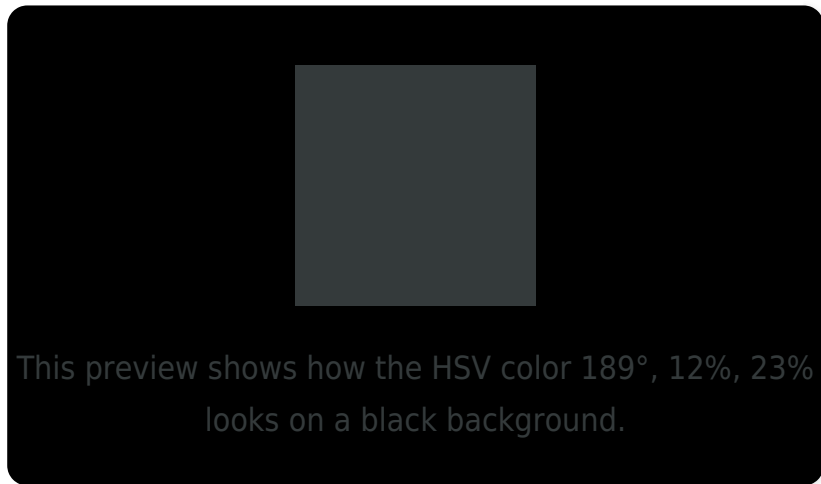 This preview shows how the HSV color 189°, 12%, 23%
looks on a black background.